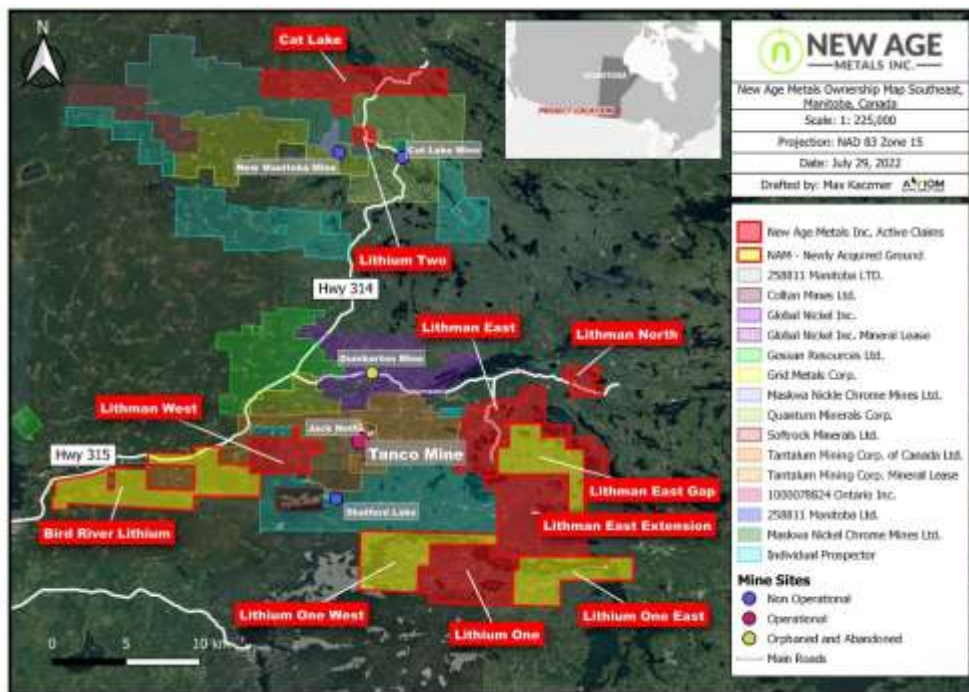 N
Cat Lake
MANITOBA
New Manitoba Mine
Cat Lake Mine
Lithium Two
Hwy 314
Lithman East
Lithman North
Dumbarton Mine
Lithman West
Tanco Mine
Hwy 315
Lithman East Gap
Bird River Lithium
Shatford Lake
Lithman East Extension
Lithium One West
Lithium One East
Lithium One
0 5 10 km
NEW AGE
METALS INC.
New Age Metals Ownership Map Southeast,
Manitoba, Canada
Scale: 1: 225,000
Projection: NAD 83 Zone 15
Date: July 29, 2022
Drafted by: Max Kaczmer AXIOM
New Age Metals Inc. Active Claims
NAM - Newly Acquired Ground
258811 Manitoba LTD.
Coltan Mines Ltd.
Global Nickel Inc.
Global Nickel Inc. Mineral Lease
Gossan Resources Ltd.
Grid Metals Corp.
Maskwa Nickle Chrome Mines Ltd.
Quantum Minerals Corp.
Softrock Minerals Ltd.
Tantalum Mining Corp. of Canada Ltd.
Tantalum Mining Corp. Mineral Lease
Ontario Inc.
258811 Manitoba Ltd.
Maskwa Nickel Chrome Mines Ltd.
Individual Prospector
Mine Sites
Non Operational
Operational
Orphaned and Abandoned
Main Roads